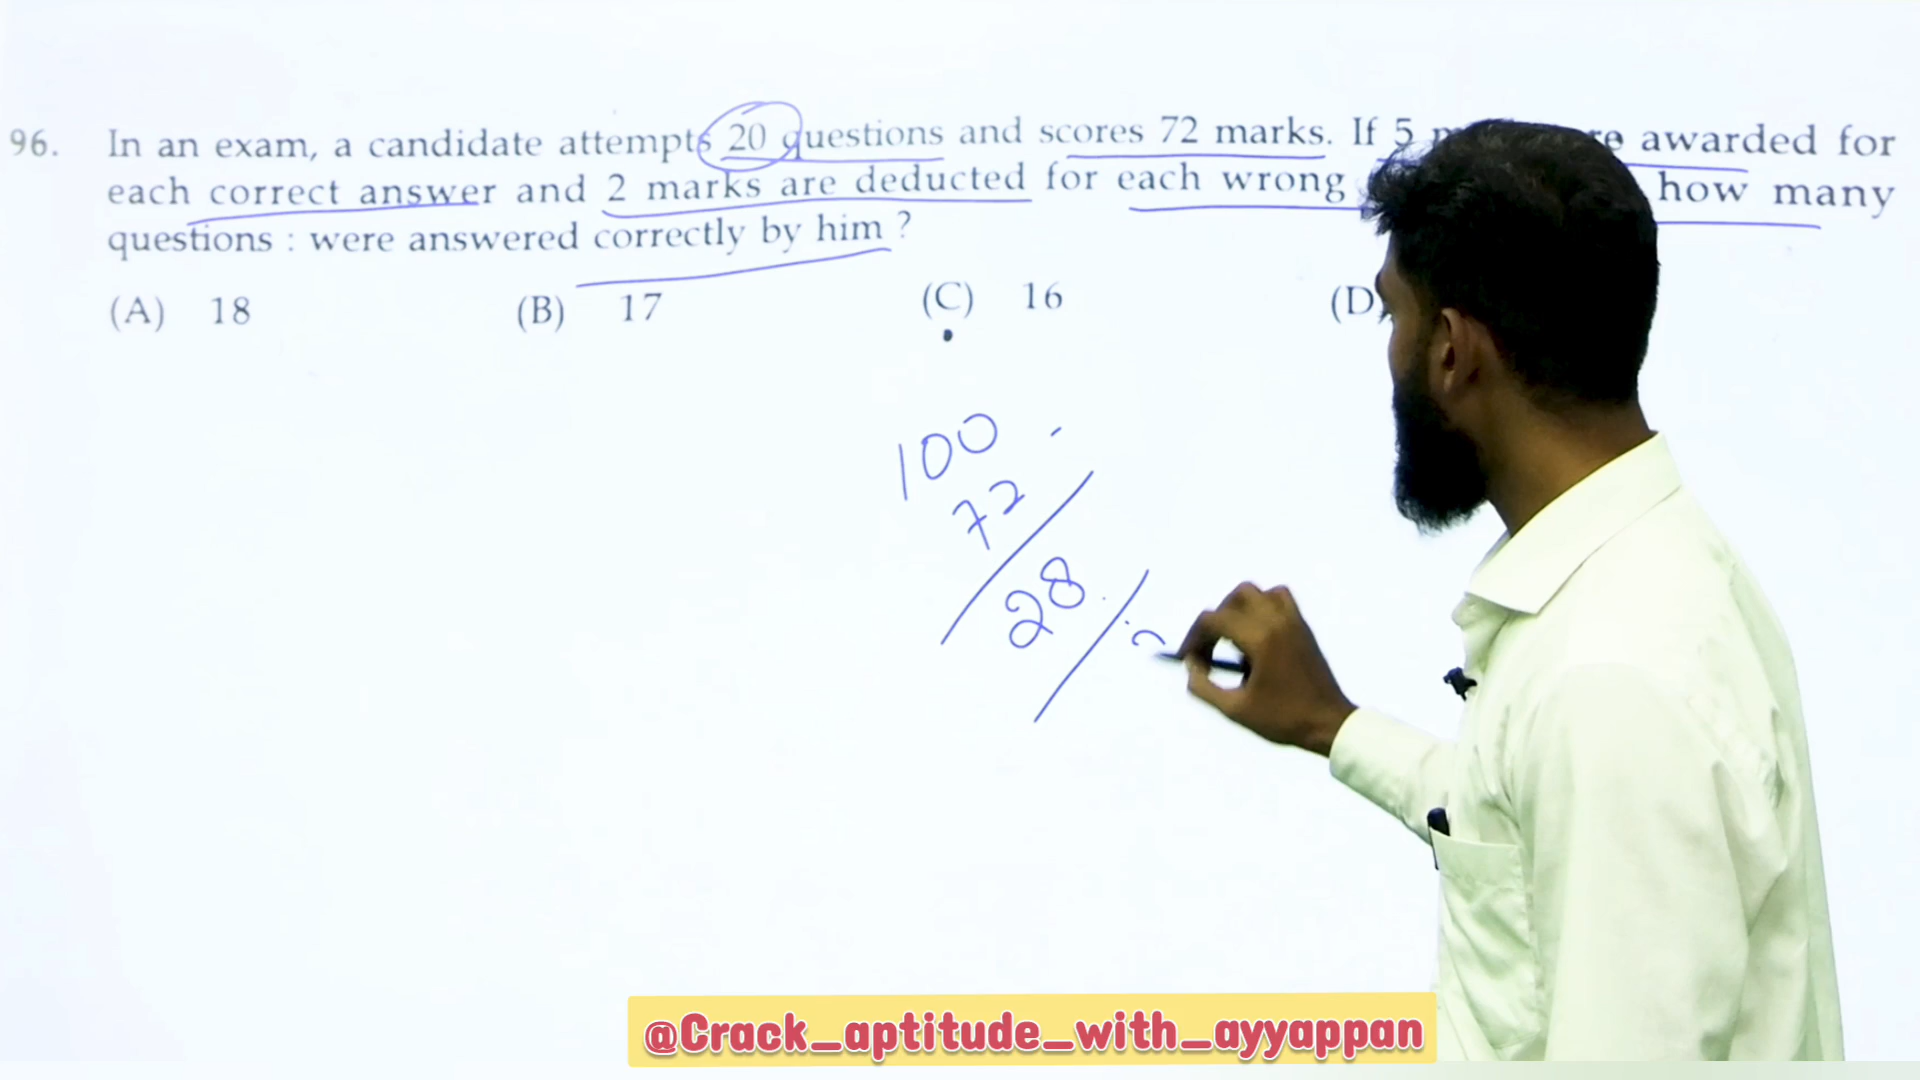 96. In an exam, a candidate attempts 20 questions and scores 72 marks. If 5 awarded for
each correct answer and 2 marks are deducted for each wrong how many
questions : were answered correctly by him ?
(A) 18 (B) 17 (C) 16 (D)
100
72
28
@Crack_aptitude_with_ayyappan